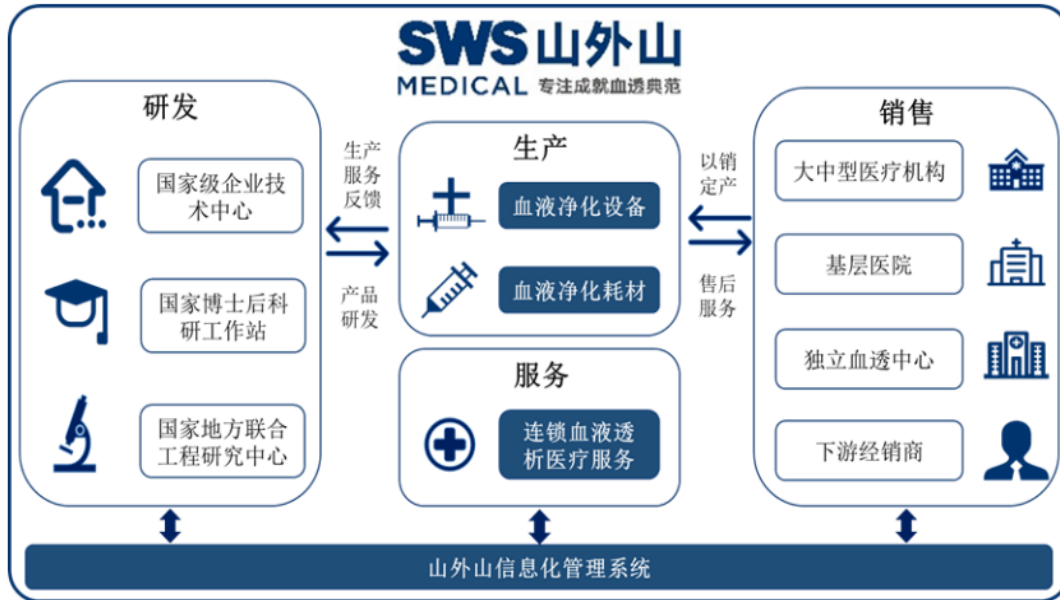 SWS山外山
MEDICAL 专注成就血透典范
研发
国家级企业技
术中心
国家博士后科
研工作站
国家地方联合
工程研究中心
生产
服务
反馈
产品
研发
生产
血液净化设备
血液净化耗材
服务
连锁血液透
析医疗服务
以销
定产
售后
服务
销售
大中型医疗机构
基层医院
独立血透中心
下游经销商
山外山信息化管理系统